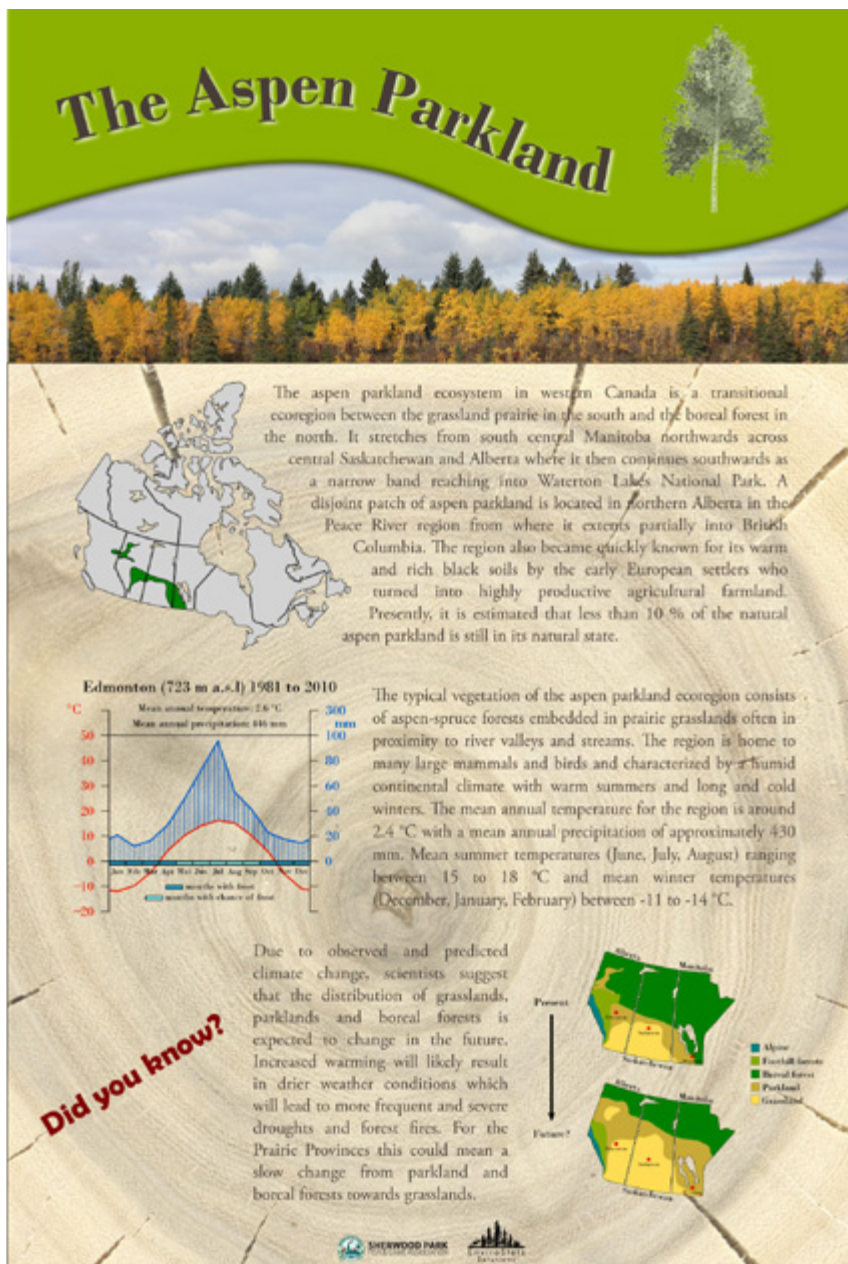 The Aspen Parkland
The aspen parkland ecosystem in western Canada is a transitional
ecoregion between the grassland prairie in the south and the boreal forest in
the north. It stretches from south central Manitoba northwards across
central Saskatchewan and Alberta where it then continues southwards as
a narrow band reaching into Waterton Lakes National Park. A
disjoint patch of aspen parkland is located in northern Alberta in the
Peace River region from where it extents partially into British
Columbia. The region also became quickly known for its warm
and rich black soils by the early European settlers who
turned into highly productive agricultural farmland.
Presently, it is estimated that less than 10 % of the natural
aspen parkland is still in its natural state.
Edmonton (723 m a.s.l) 1981 to 2010
°C
Mean annual temperature: 2.6 °C
Mean annual precipitation: 446 mm
300
mm
50
40
30
20
10
0
-10
-20
100
80
60
40
20
0
Jan Feb Mar Apr Mai Jun Jul Aug Sep Oct Nov Dec
months with frost
months with chance of frost
The typical vegetation of the aspen parkland ecoregion consists
of aspen-spruce forests embedded in prairie grasslands often in
proximity to river valleys and streams. The region is home to
many large mammals and birds and characterized by a humid
continental climate with warm summers and long and cold
winters. The mean annual temperature for the region is around
2.4 °C with a mean annual precipitation of approximately 430
mm. Mean summer temperatures (June, July, August) ranging
between 15 to 18 °C and mean winter temperatures
(December, January, February) between -11 to -14 °C.
Did you know?
Due to observed and predicted
climate change, scientists suggest
that the distribution of grasslands,
parklands and boreal forests is
expected to change in the future.
Increased warming will likely result
in drier weather conditions which
will lead to more frequent and severe
droughts and forest fires. For the
Prairie Provinces this could mean a
slow change from parkland and
boreal forests towards grasslands.
Present
Future?
Alberta
Manitoba
Saskatchewan
Alberta
Manitoba
Saskatchewan
Alpine
Foothill forests
Boreal forest
Parkland
Grassland
SHERWOOD PARK
EnviroStats
Solutions